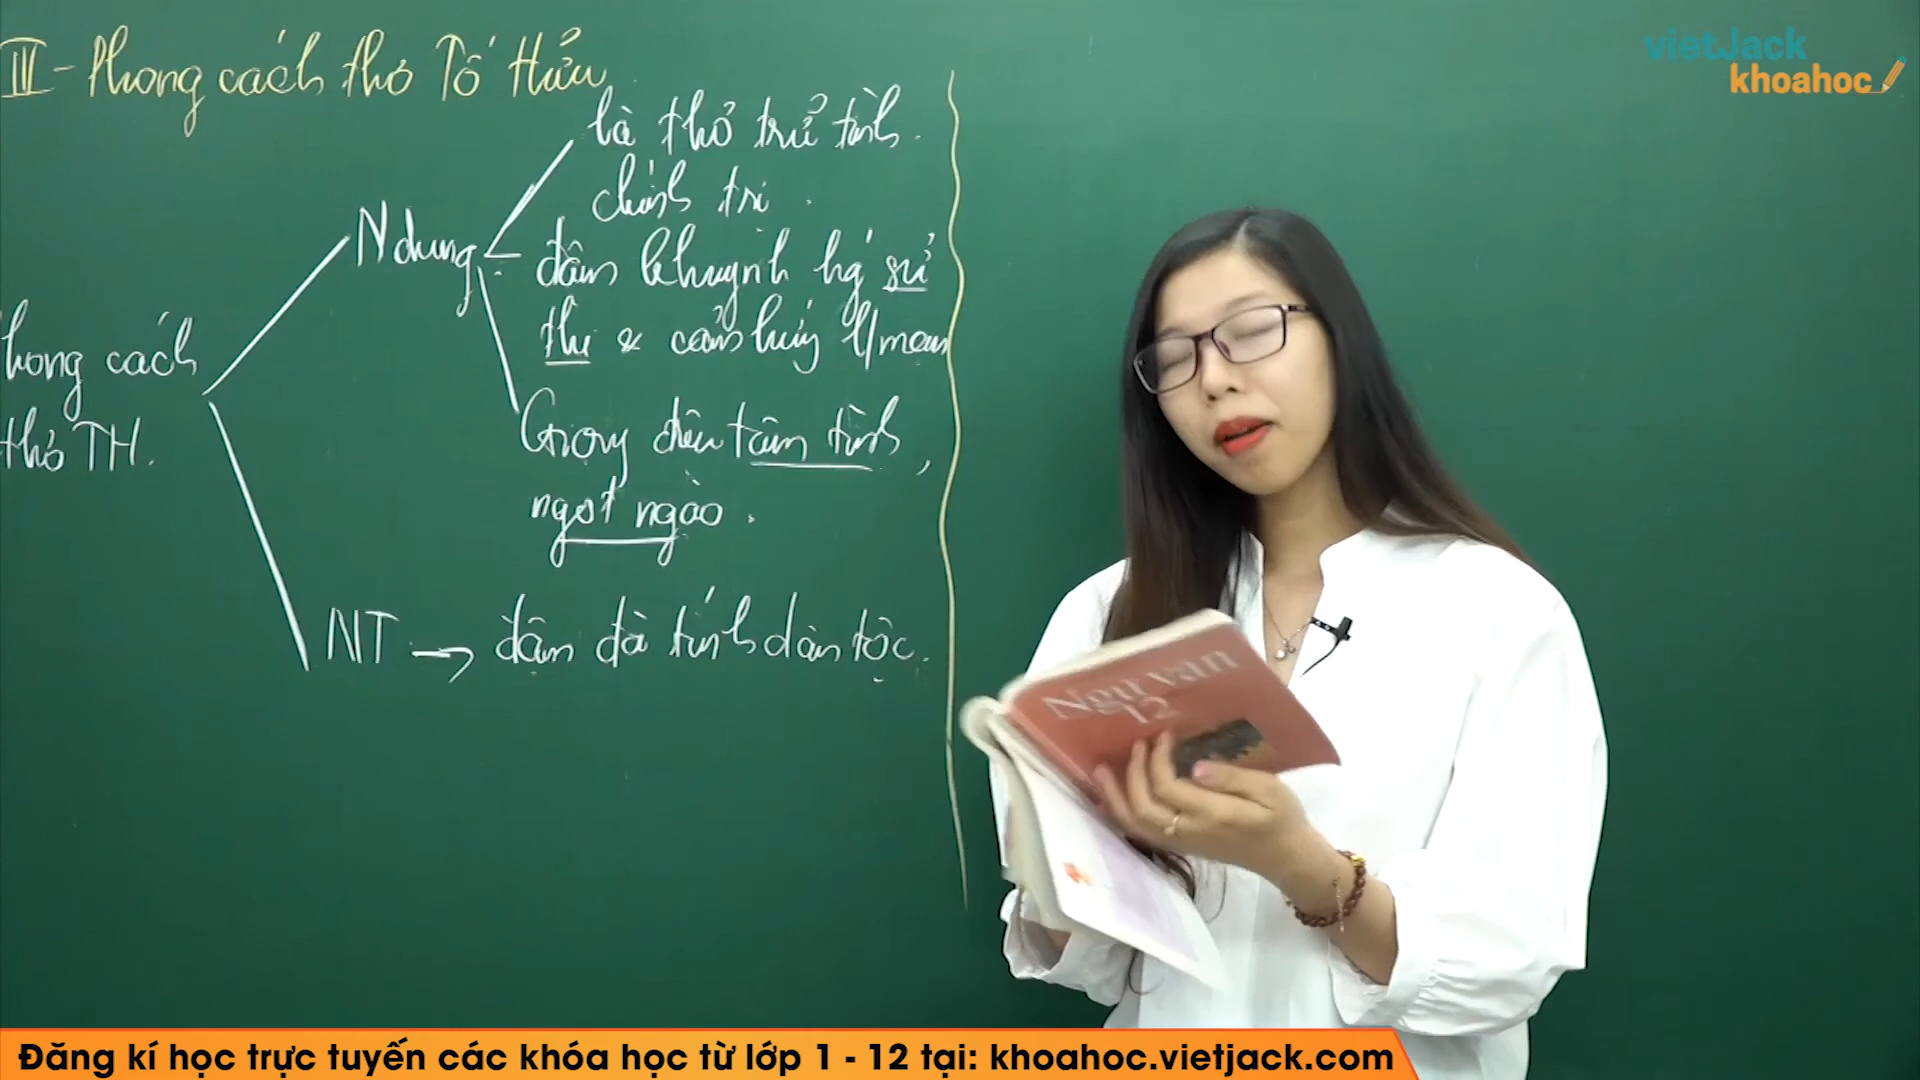 III - Phong cách thơ Tố Hữu
là thơ trữ tình
chính trị.
Ndung
đậm khuynh hg' sử
thi & cảm hứng l/mạn
Phong cách
thơ TH.
Giọng điệu tâm tình,
ngọt ngào.
NT → đậm đà tính dân tộc.
vietJack
khoahoc
Ngữ văn
12
Đăng kí học trực tuyến các khóa học từ lớp 1 - 12 tại: khoahoc.vietjack.com